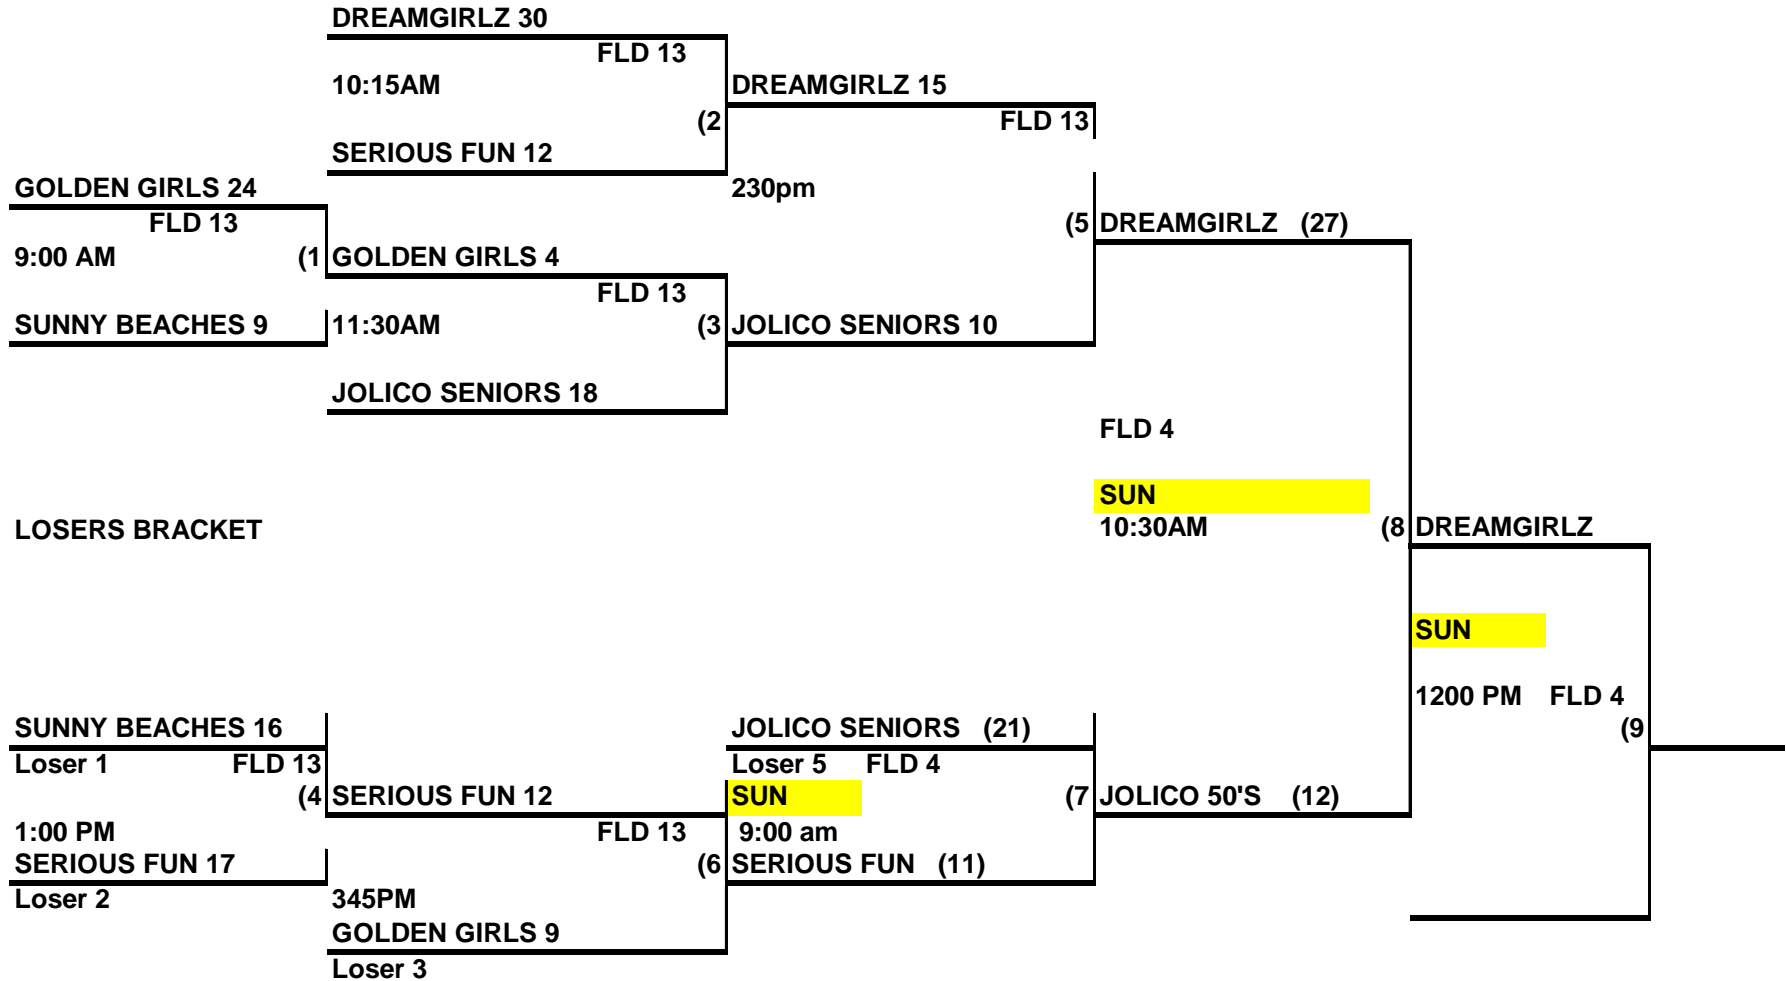 DREAMGIRLZ 30
FLD 13
10:15AM
DREAMGIRLZ 15
(2
FLD 13
SERIOUS FUN 12
GOLDEN GIRLS 24
230pm
FLD 13
(5
DREAMGIRLZ (27)
9:00 AM
(1
GOLDEN GIRLS 4
FLD 13
SUNNY BEACHES 9
11:30AM
(3
JOLICO SENIORS 10
JOLICO SENIORS 18
FLD 4
SUN
LOSERS BRACKET
10:30AM
(8
DREAMGIRLZ
SUN
1200 PM FLD 4
SUNNY BEACHES 16
JOLICO SENIORS (21)
(9
Loser 1
FLD 13
Loser 5 FLD 4
(4
SERIOUS FUN 12
SUN
(7
JOLICO 50'S (12)
1:00 PM
FLD 13
9:00 am
SERIOUS FUN 17
(6
SERIOUS FUN (11)
Loser 2
345PM
GOLDEN GIRLS 9
Loser 3